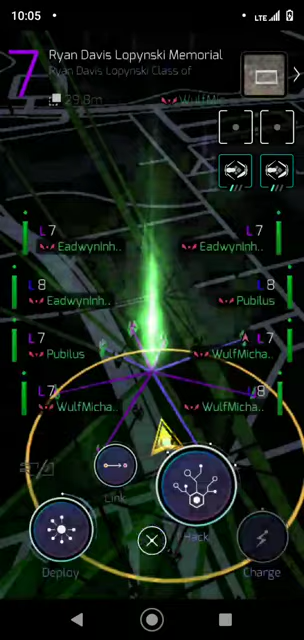 10:05
LTE
7
Ryan Davis Lopynski Memorial
Ryan Davis Lopynski Class of
29.8m
WulfMic
L7
EadwynInh..
L7
EadwynInh..
L8
EadwynInh..
L8
Pubilus
L7
Pubilus
L7
WulfMicha..
L7
WulfMicha..
L8
WulfMicha..
Link
Hack
Deploy
Charge